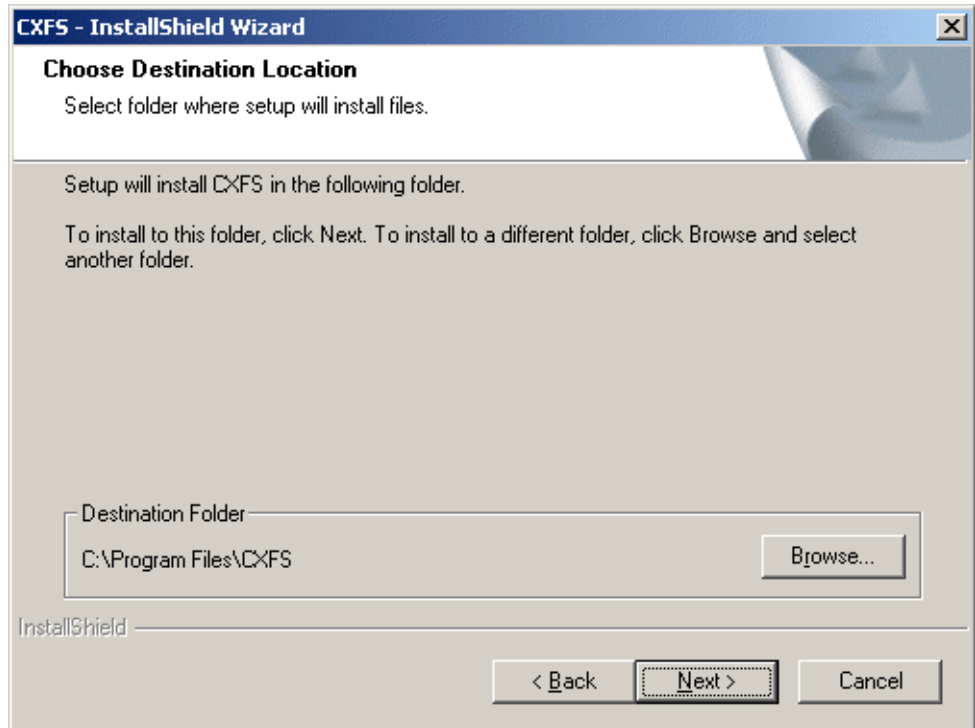 CXFS - InstallShield Wizard
Choose Destination Location
Select folder where setup will install files.
Setup will install CXFS in the following folder.
To install to this folder, click Next. To install to a different folder, click Browse and select
another folder.
Destination Folder
C:\Program Files\CXFS
Browse...
InstallShield
< Back
Next >
Cancel